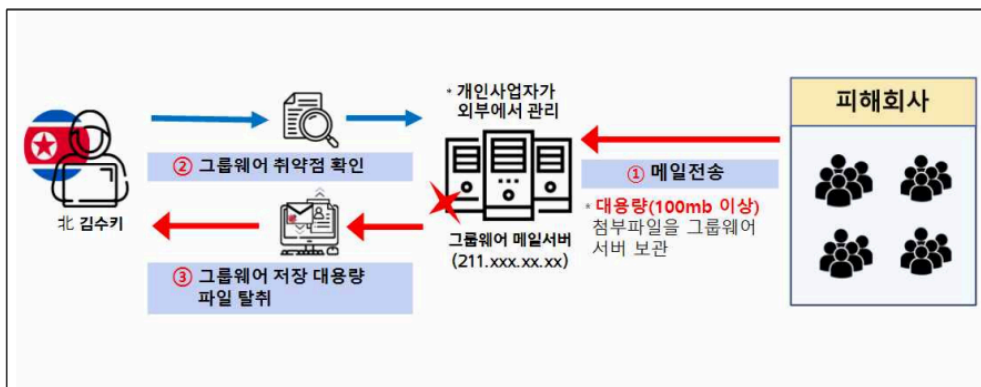 * 개인사업자가
외부에서 관리
피해회사
② 그룹웨어 취약점 확인
① 메일전송
* 대용량(100mb 이상)
첨부파일을 그룹웨어
서버 보관
北 김수키
그룹웨어 메일서버
(211.xxx.xx.xx)
③ 그룹웨어 저장 대용량
파일 탈취